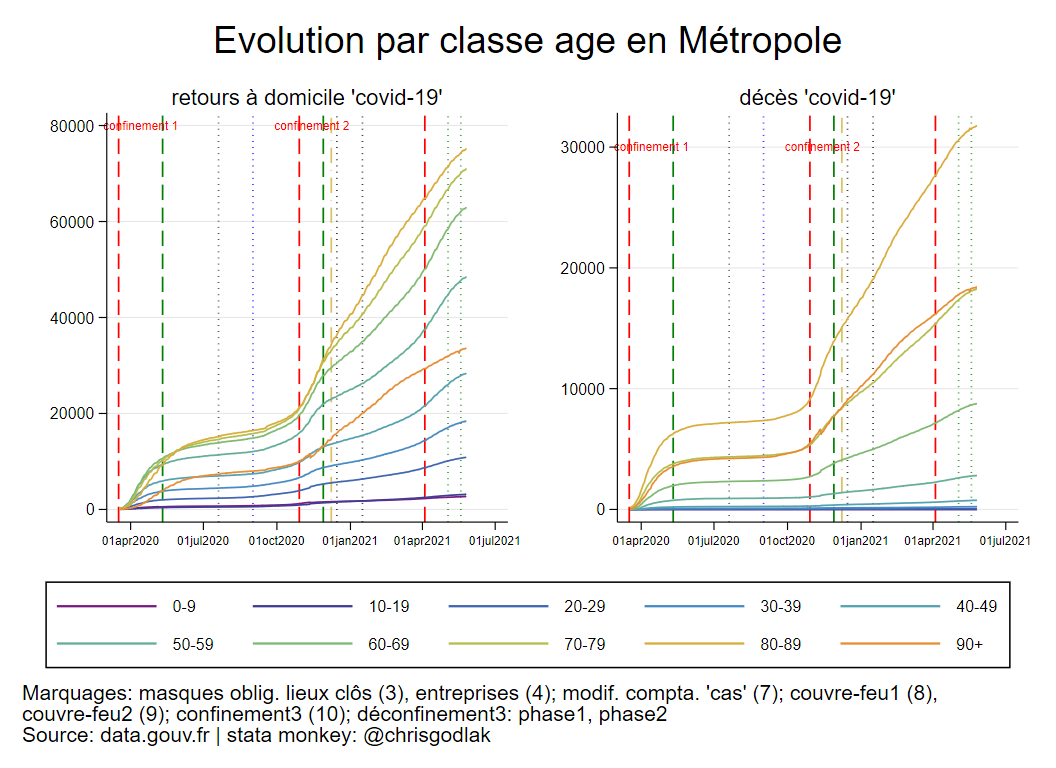 Evolution par classe age en Métropole
retours à domicile 'covid-19'
80000
60000
40000
20000
0
confinement 1
confinement 2
01apr2020
01jul2020
01oct2020
01jan2021
01apr2021
01jul2021
décès 'covid-19'
30000
20000
10000
0
confinement 1
confinement 2
01apr2020
01jul2020
01oct2020
01jan2021
01apr2021
01jul2021
0-9
10-19
20-29
30-39
40-49
50-59
60-69
70-79
80-89
90+
Marquages: masques oblig. lieux clôs (3), entreprises (4); modif. compta. 'cas' (7); couvre-feu1 (8),
couvre-feu2 (9); confinement3 (10); déconfinement3: phase1, phase2
Source: data.gouv.fr | stata monkey: @chrisgodlak